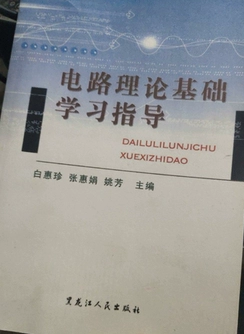 电路理论基础
学习指导
DAILULILUNJICHU
XUEXIZHIDAO
白惠珍 张惠娟 姚芳 主编
黑龙江人民出版社